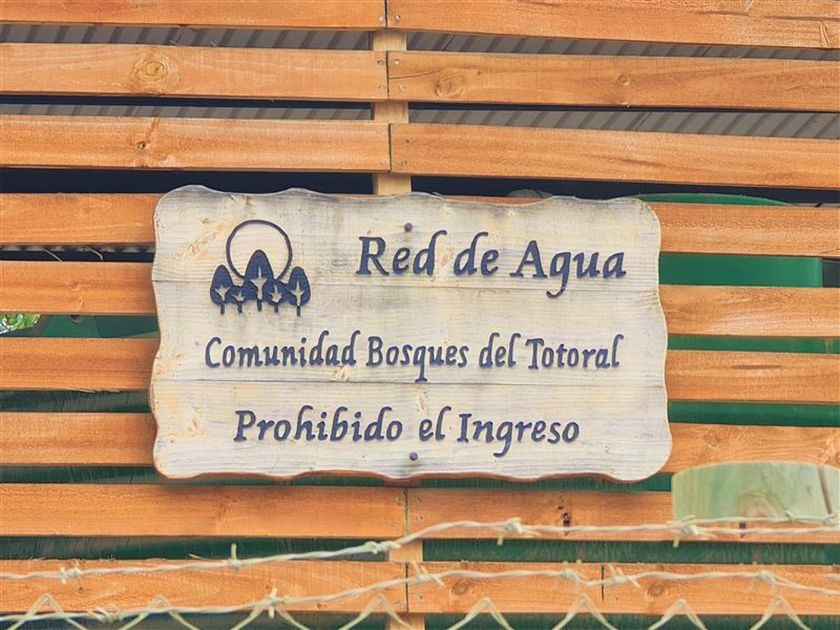 Red de Agua
Comunidad Bosques del Totoral
Prohibido el Ingreso